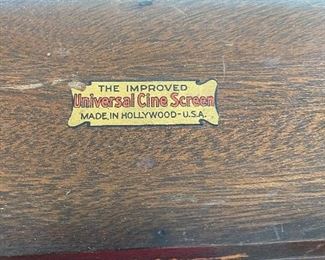 THE IMPROVED
Universal Cine Screen
MADE, IN HOLLYWOOD - U.S.A.